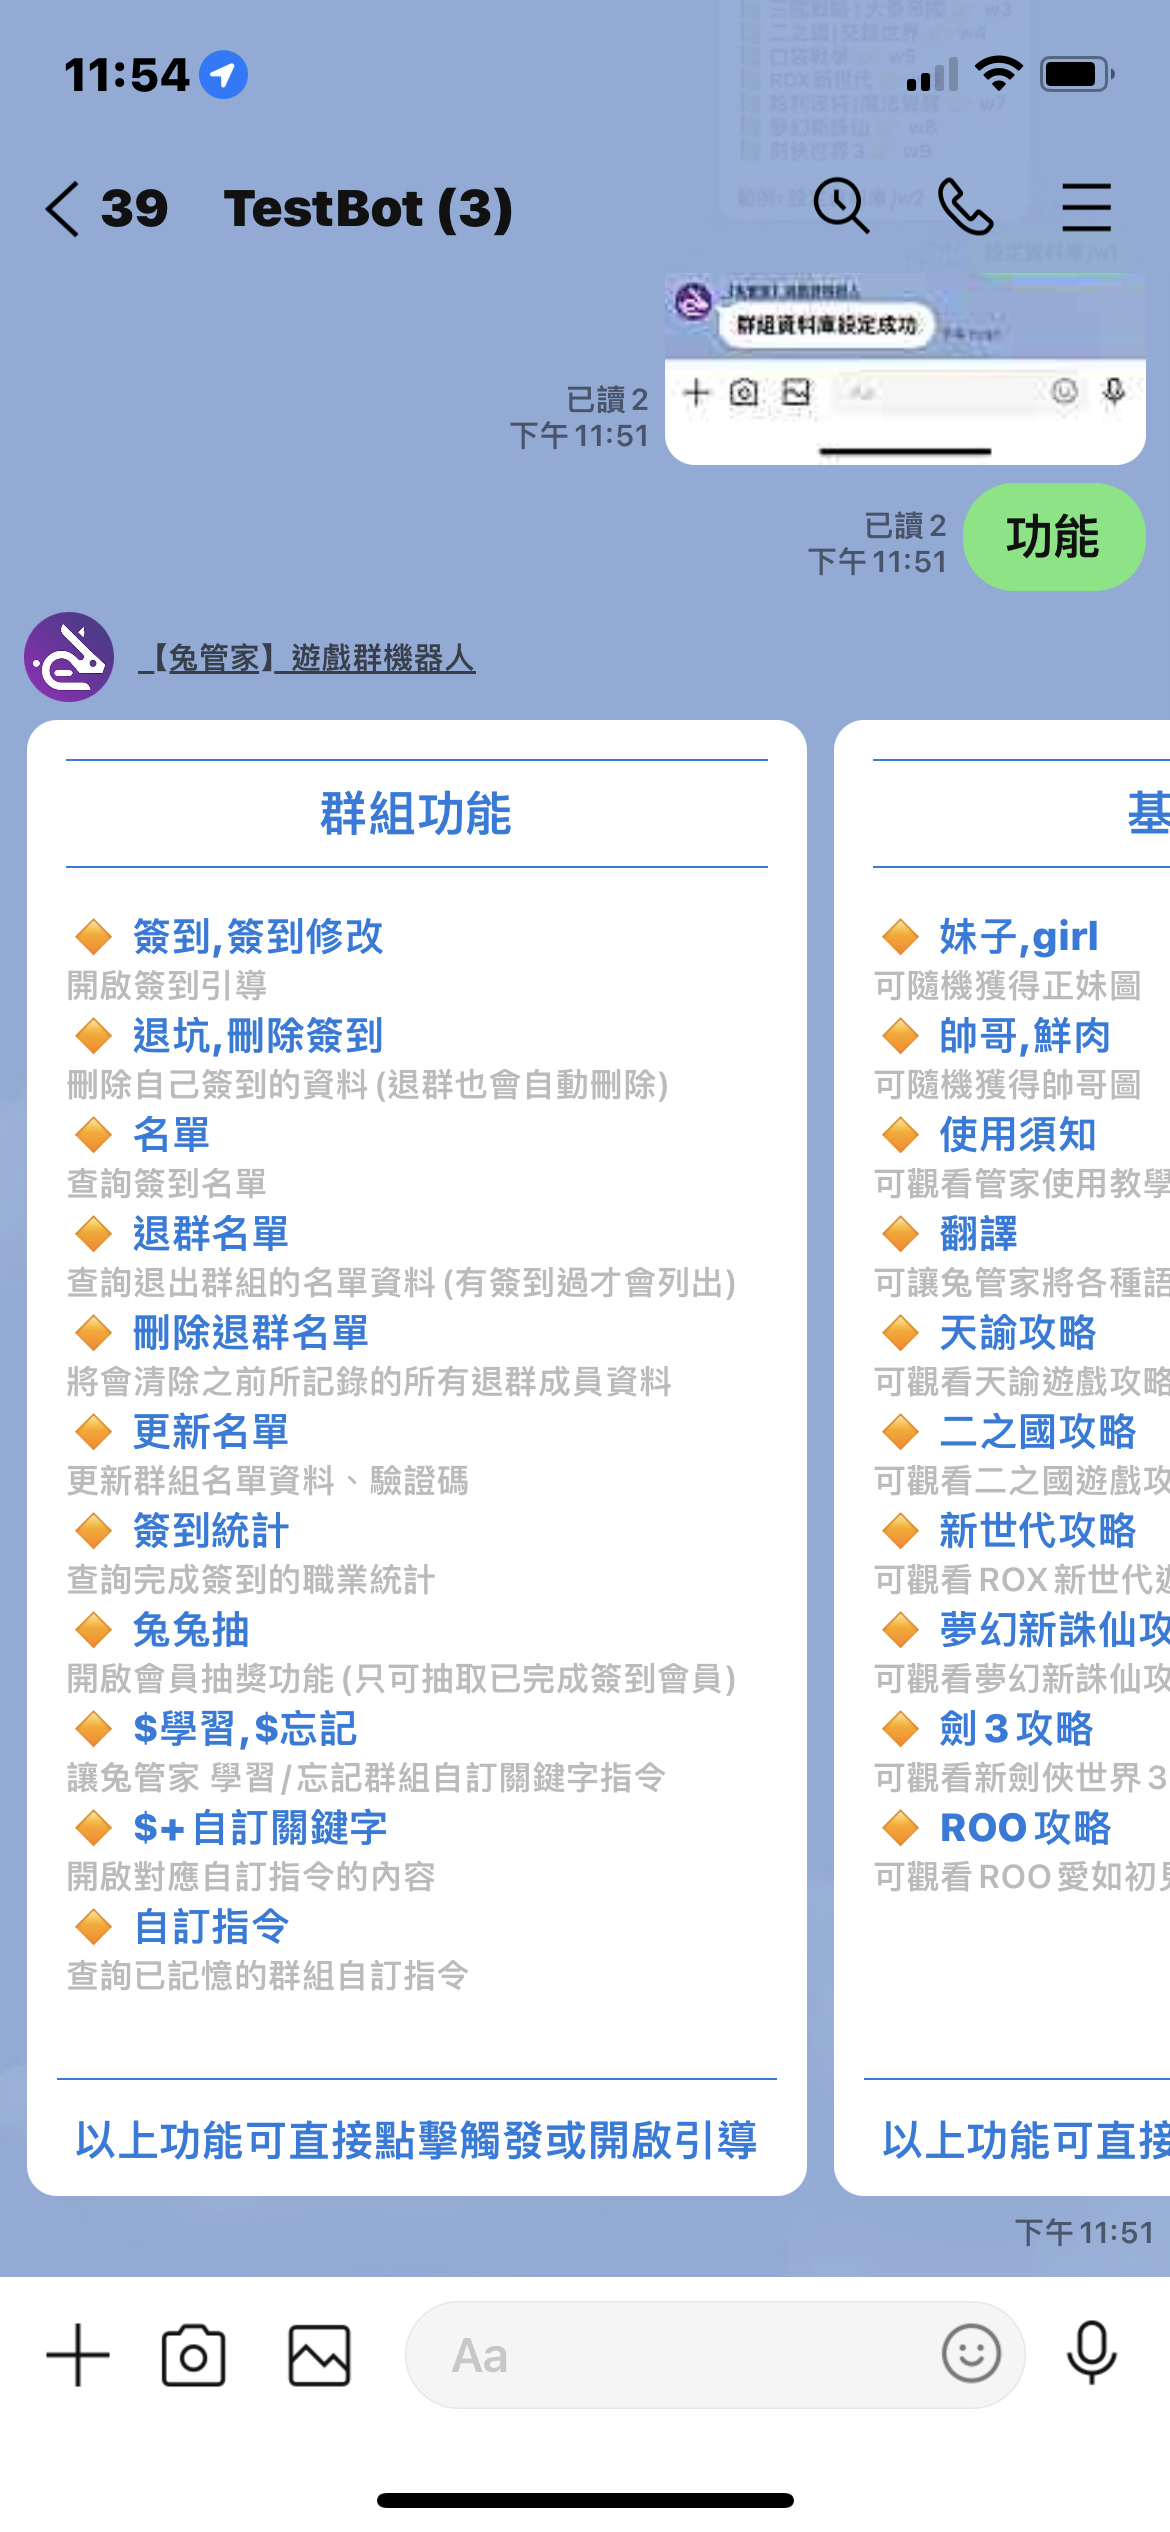 11:54
39 TestBot (3)
群組資料庫設定成功
已讀 2
下午 11:51
功能
已讀 2
下午 11:51
【兔管家】遊戲群機器人
群組功能
簽到,簽到修改
開啟簽到引導
退坑,刪除簽到
刪除自己簽到的資料 (退群也會自動刪除)
名單
查詢簽到名單
退群名單
查詢退出群組的名單資料 (有簽到過才會列出)
刪除退群名單
將會清除之前所記錄的所有退群成員資料
更新名單
更新群組名單資料、驗證碼
簽到統計
查詢完成簽到的職業統計
兔兔抽
開啟會員抽獎功能 (只可抽取已完成簽到會員)
$學習,$忘記
讓兔管家 學習/忘記群組自訂關鍵字指令
$+自訂關鍵字
開啟對應自訂指令的內容
自訂指令
查詢已記憶的群組自訂指令
以上功能可直接點擊觸發或開啟引導
基
妹子,girl
可隨機獲得正妹圖
帥哥,鮮肉
可隨機獲得帥哥圖
使用須知
可觀看管家使用教學
翻譯
可讓兔管家將各種語
天諭攻略
可觀看天諭遊戲攻略
二之國攻略
可觀看二之國遊戲攻
新世代攻略
可觀看 ROX 新世代遊
夢幻新誅仙攻
可觀看夢幻新誅仙攻
劍 3 攻略
可觀看新劍俠世界 3
ROO 攻略
可觀看 ROO 愛如初見
以上功能可直接
下午 11:51
Aa